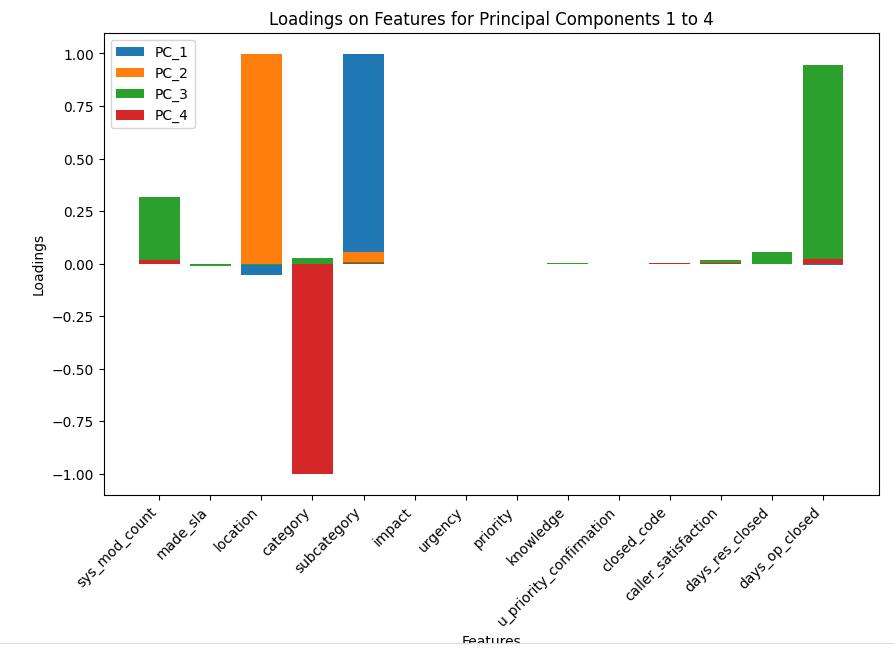 Loadings on Features for Principal Components 1 to 4
PC_1
PC_2
PC_3
PC_4
1.00
0.75
0.50
0.25
0.00
−0.25
−0.50
−0.75
−1.00
Loadings
sys_mod_count
made_sla
location
category
subcategory
impact
urgency
priority
knowledge
u_priority_confirmation
closed_code
caller_satisfaction
days_res_closed
days_op_closed
Features